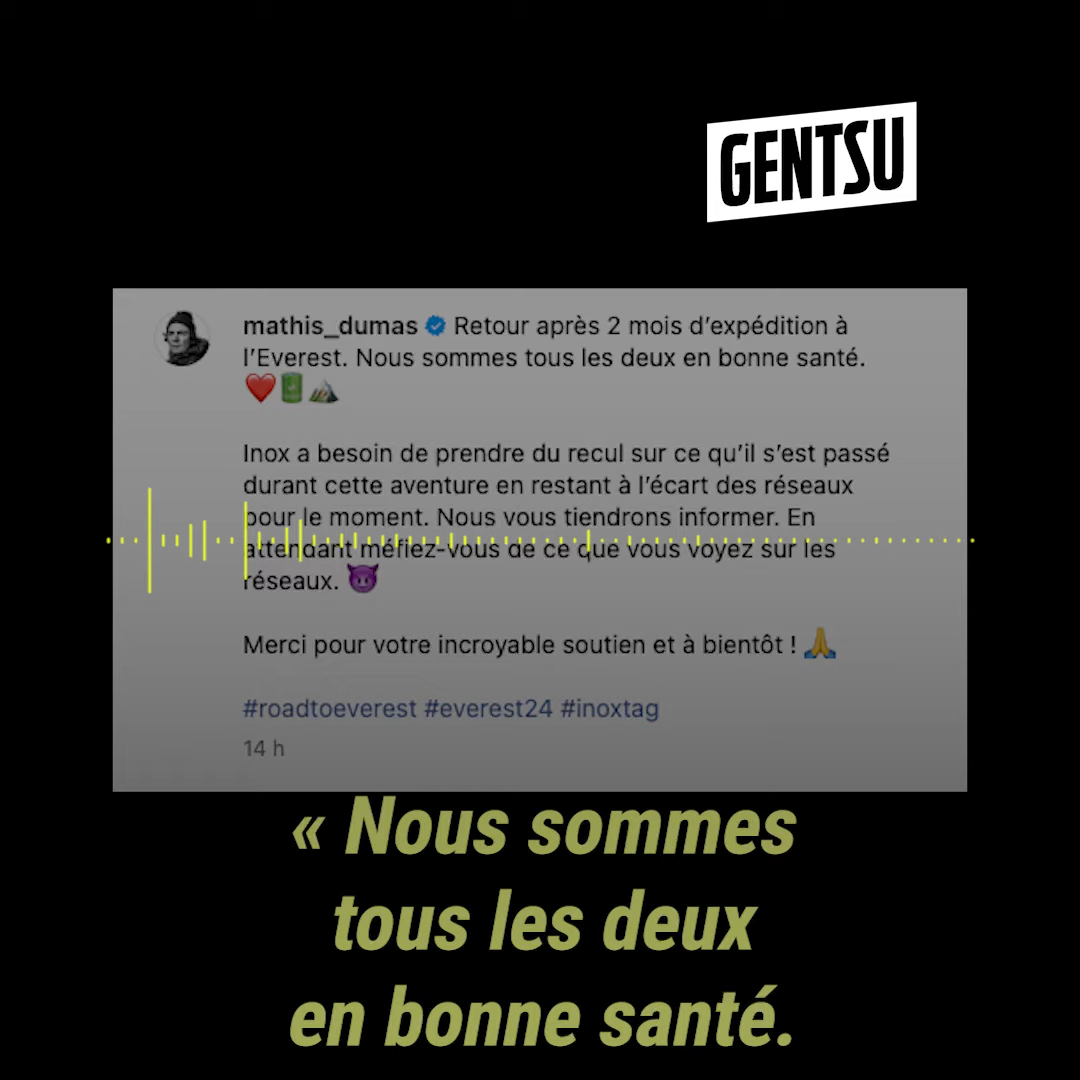 GENTSU
mathis_dumas Retour après 2 mois d'expédition à
l'Everest. Nous sommes tous les deux en bonne santé.
❤️🛢️🏔️
Inox a besoin de prendre du recul sur ce qu'il s'est passé
durant cette aventure en restant à l'écart des réseaux
pour le moment. Nous vous tiendrons informer. En
attendant méfiez-vous de ce que vous voyez sur les
réseaux. 😈
Merci pour votre incroyable soutien et à bientôt ! 🙏
#roadtoeverest #everest24 #inoxtag
14 h
« Nous sommes
tous les deux
en bonne santé.